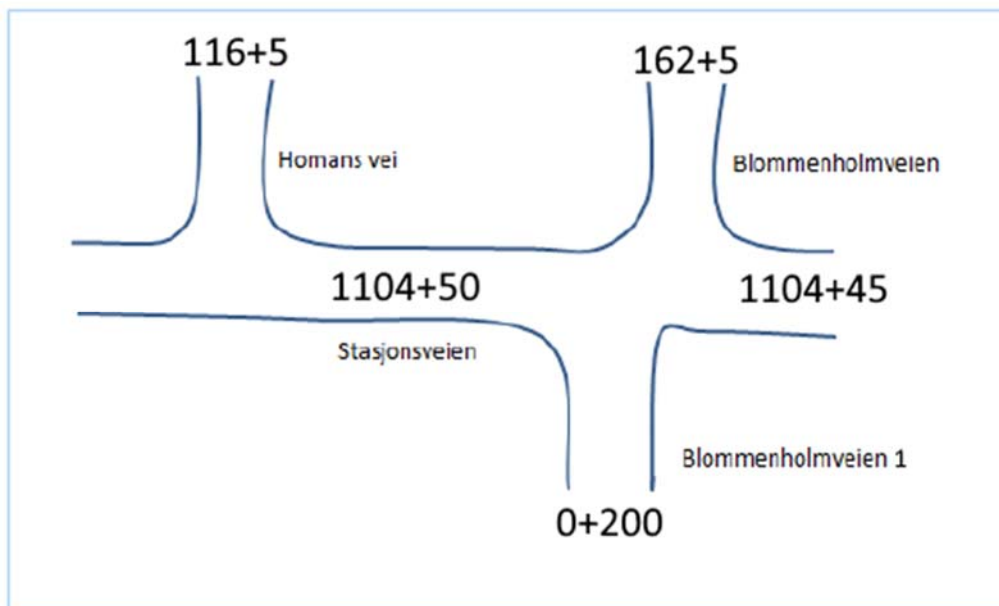 116+5
162+5
Homans vei
Blommenholmveien
1104+50
1104+45
Stasjonsveien
Blommenholmveien 1
0+200